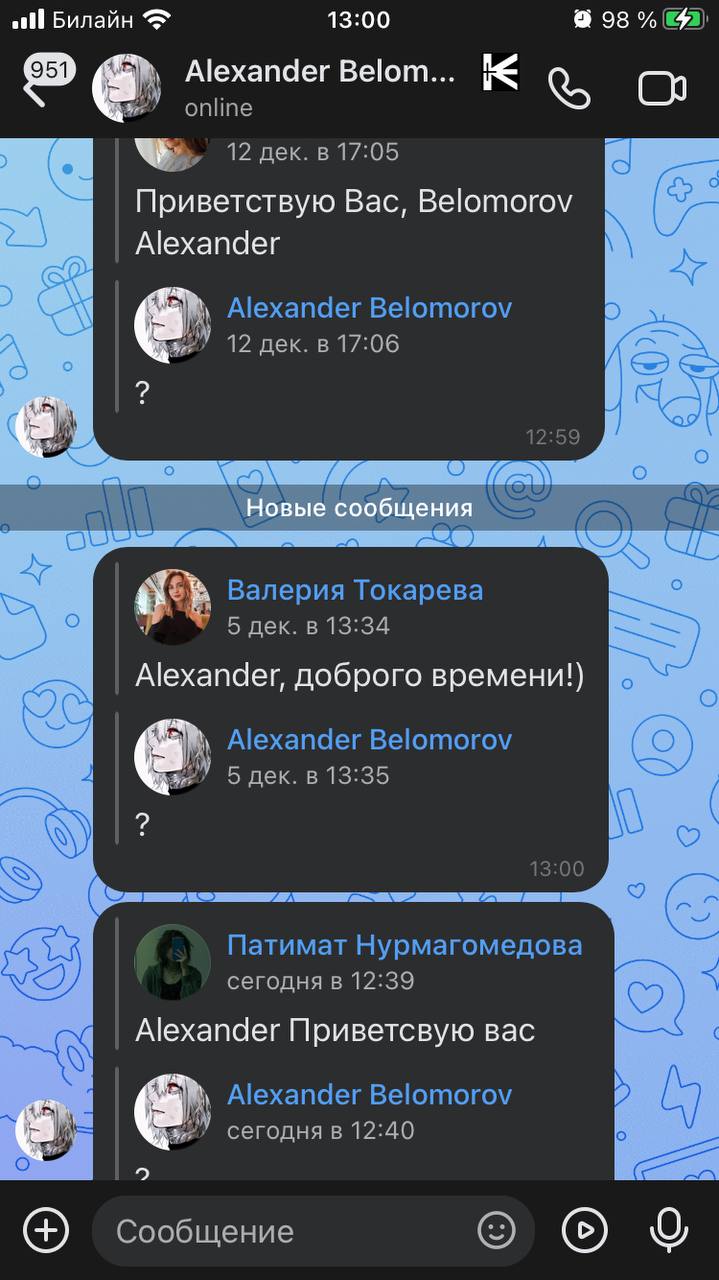 Билайн 13:00 98 %
951
Alexander Belom...
online
12 дек. в 17:05
Приветствую Вас, Belomorov
Alexander
Alexander Belomorov
12 дек. в 17:06
?
12:59
Новые сообщения
Валерия Токарева
5 дек. в 13:34
Alexander, доброго времени!)
Alexander Belomorov
5 дек. в 13:35
?
13:00
Патимат Нурмагомедова
сегодня в 12:39
Alexander Приветсвую вас
Alexander Belomorov
сегодня в 12:40
?
Сообщение